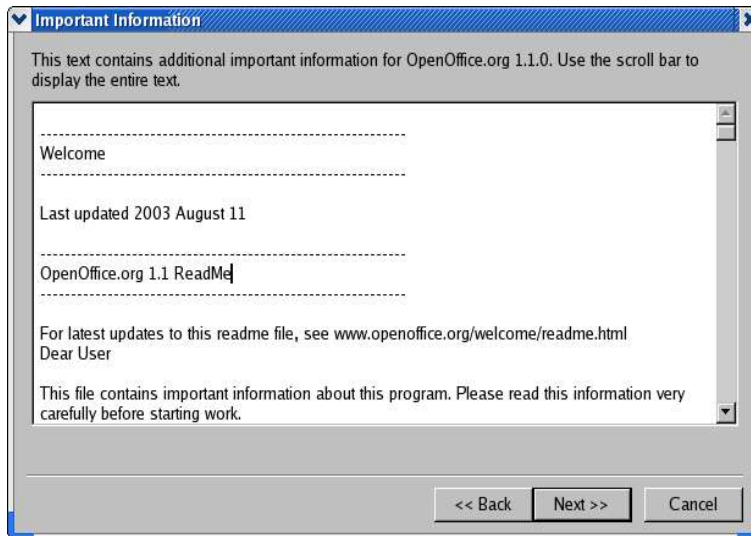 Important Information
This text contains additional important information for OpenOffice.org 1.1.0. Use the scroll bar to
display the entire text.
------------------------------------------------------------
Welcome
------------------------------------------------------------
Last updated 2003 August 11
------------------------------------------------------------
OpenOffice.org 1.1 ReadMe
------------------------------------------------------------
For latest updates to this readme file, see www.openoffice.org/welcome/readme.html
Dear User
This file contains important information about this program. Please read this information very
carefully before starting work.
<< Back Next >> Cancel